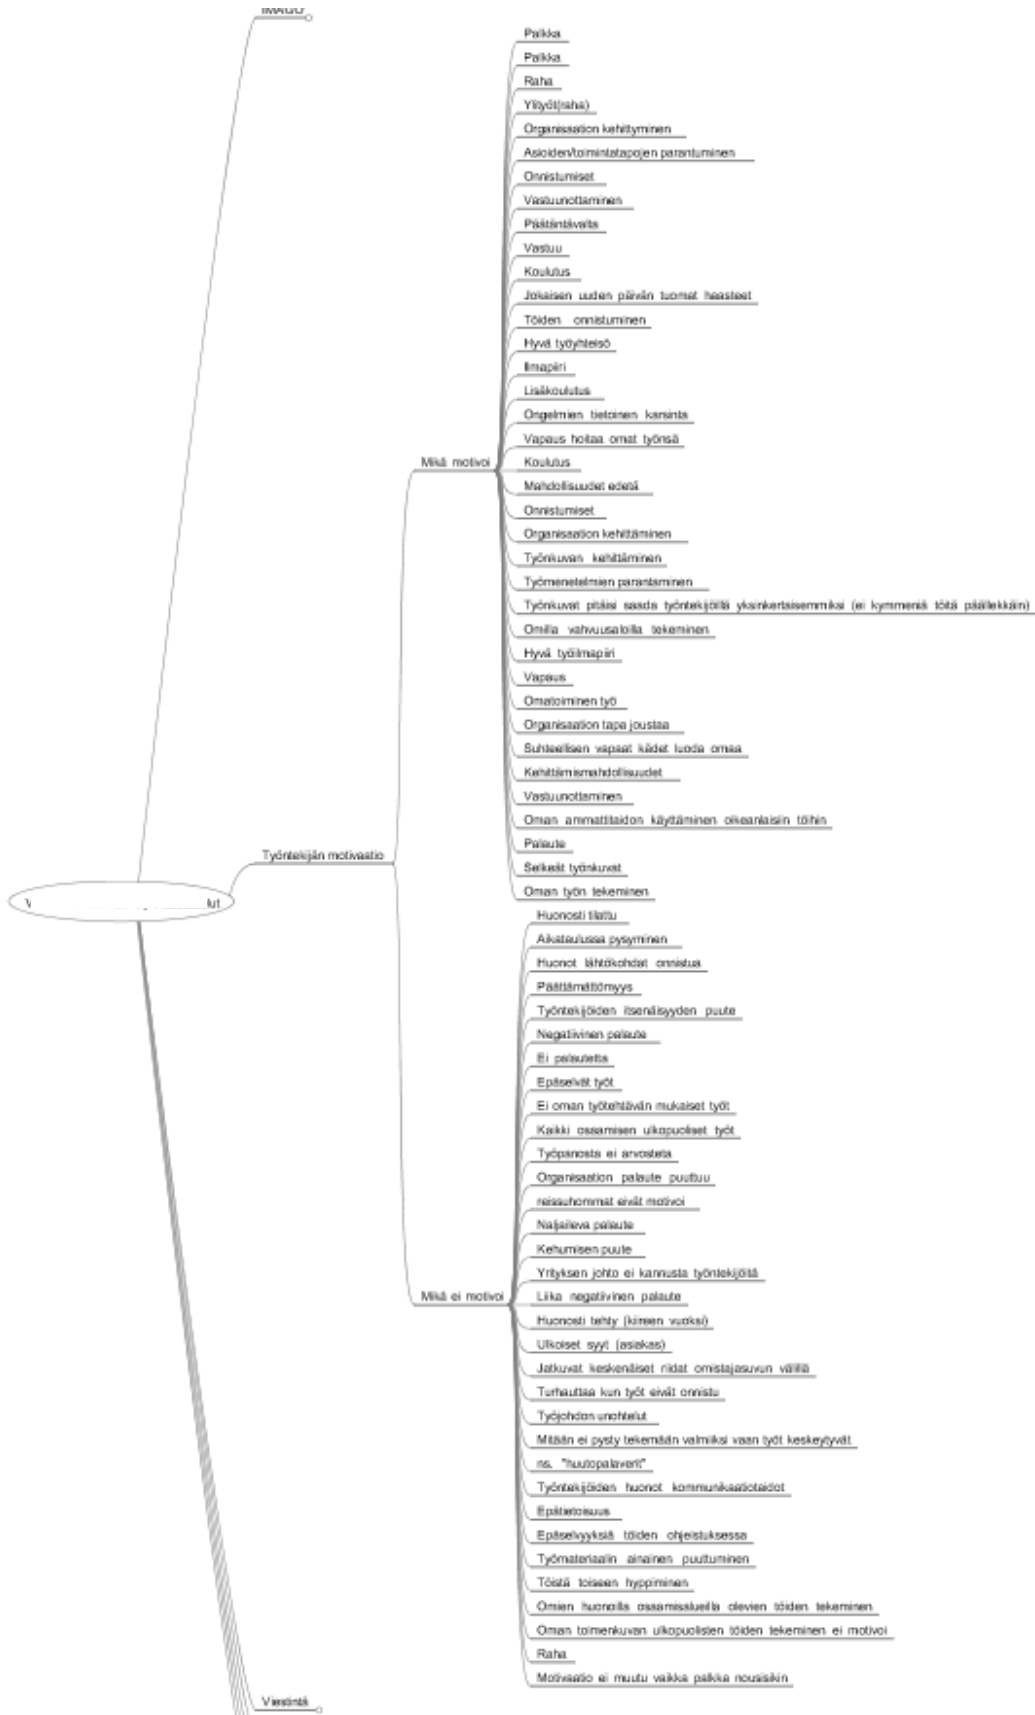 IMAGO
Palkka
Palkka
Raha
Ylityöt(raha)
Organisaation kehittyminen
Asioiden/toimintatapojen parantuminen
Onnistumiset
Vastuunottaminen
Päätäntävalta
Vastuu
Koulutus
Jokaisen uuden päivän tuomat haasteet
Töiden onnistuminen
Hyvä työyhteisö
Ilmapiiri
Lisäkoulutus
Ongelmien tietoinen karsinta
Vapaus hoitaa omat työnsä
Mikä motivoi
Koulutus
Mahdollisuudet edetä
Onnistumiset
Organisaation kehittäminen
Työnkuvan kehittäminen
Työmenetelmien parantaminen
Työnkuvat pitäisi saada työntekijöillä yksinkertaisemmiksi (ei kymmeniä töitä päällekkäin)
Omilla vahvuusaloilla tekeminen
Hyvä työilmapiiri
Vapaus
Omatoiminen työ
Organisaation tapa joustaa
Suhteellisen vapaat kädet luoda omaa
Kehittämismahdollisuudet
Vastuunottaminen
Oman ammattitaidon käyttäminen oikeanlaisiin töihin
Palaute
Työntekijän motivaatio
Selkeät työnkuvat
Oman työn tekeminen
lut
Huonosti tilattu
Aikataulussa pysyminen
Huonot lähtökohdat onnistua
Päättämättömyys
Työntekijöiden itsenäisyyden puute
Negatiivinen palaute
Ei palautetta
Epäselvät työt
Ei oman työtehtävän mukaiset työt
Kaikki osaamisen ulkopuoliset työt
Työpanosta ei arvosteta
Organisaation palaute puuttuu
reissuhommat eivät motivoi
Naljaileva palaute
Kehumisen puute
Yrityksen johto ei kannusta työntekijöitä
Mikä ei motivoi
Liika negatiivinen palaute
Huonosti tehty (kiireen vuoksi)
Ulkoiset syyt (asiakas)
Jatkuvat keskenäiset riidat omistajasuvun välillä
Turhauttaa kun työt eivät onnistu
Työjohdon unohtelut
Mitään ei pysty tekemään valmiiksi vaan työt keskeytyvät
ns. "huutopalaverit"
Työntekijöiden huonot kommunikaatiotaidot
Epätietoisuus
Epäselvyyksiä töiden ohjeistuksessa
Työmateriaalin ainainen puuttuminen
Töistä toiseen hyppiminen
Omien huonoilla osaamisalueilla olevien töiden tekeminen
Oman toimenkuvan ulkopuolisten töiden tekeminen ei motivoi
Raha
Motivaatio ei muutu vaikka palkka nousisikin
Viestintä